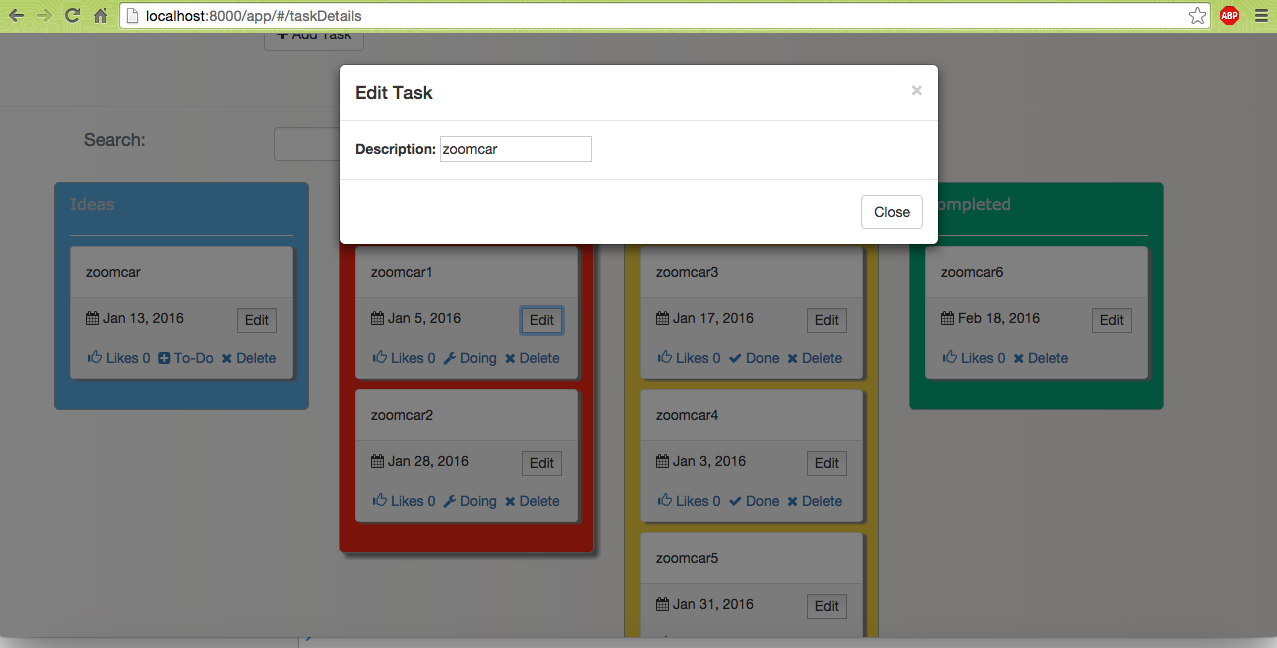 localhost:8000/app/#/taskDetails
ABP
Add Task
Edit Task
×
Search:
Description: zoomcar
Close
Ideas
zoomcar
Jan 13, 2016 Edit
Likes 0 To-Do Delete
zoomcar1
Jan 5, 2016 Edit
Likes 0 Doing Delete
zoomcar2
Jan 28, 2016 Edit
Likes 0 Doing Delete
zoomcar3
Jan 17, 2016 Edit
Likes 0 Done Delete
zoomcar4
Jan 3, 2016 Edit
Likes 0 Done Delete
zoomcar5
Jan 31, 2016 Edit
ompleted
zoomcar6
Feb 18, 2016 Edit
Likes 0 Delete